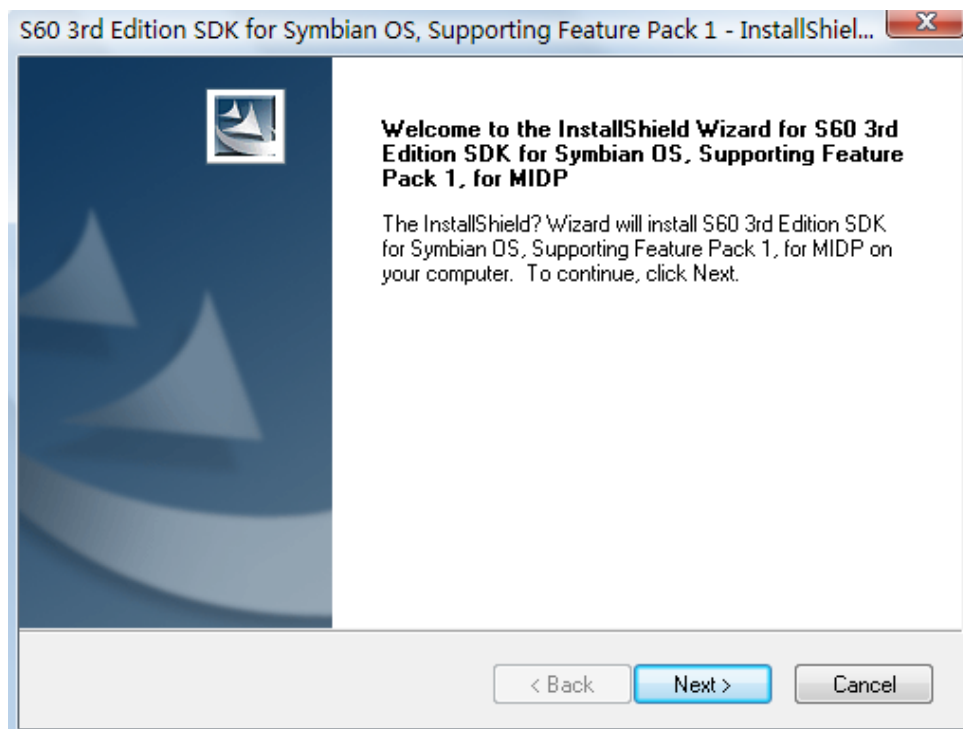 S60 3rd Edition SDK for Symbian OS, Supporting Feature Pack 1 - InstallShiel...
Welcome to the InstallShield Wizard for S60 3rd
Edition SDK for Symbian OS, Supporting Feature
Pack 1, for MIDP
The InstallShield? Wizard will install S60 3rd Edition SDK
for Symbian OS, Supporting Feature Pack 1, for MIDP on
your computer.  To continue, click Next.
< Back
Next >
Cancel